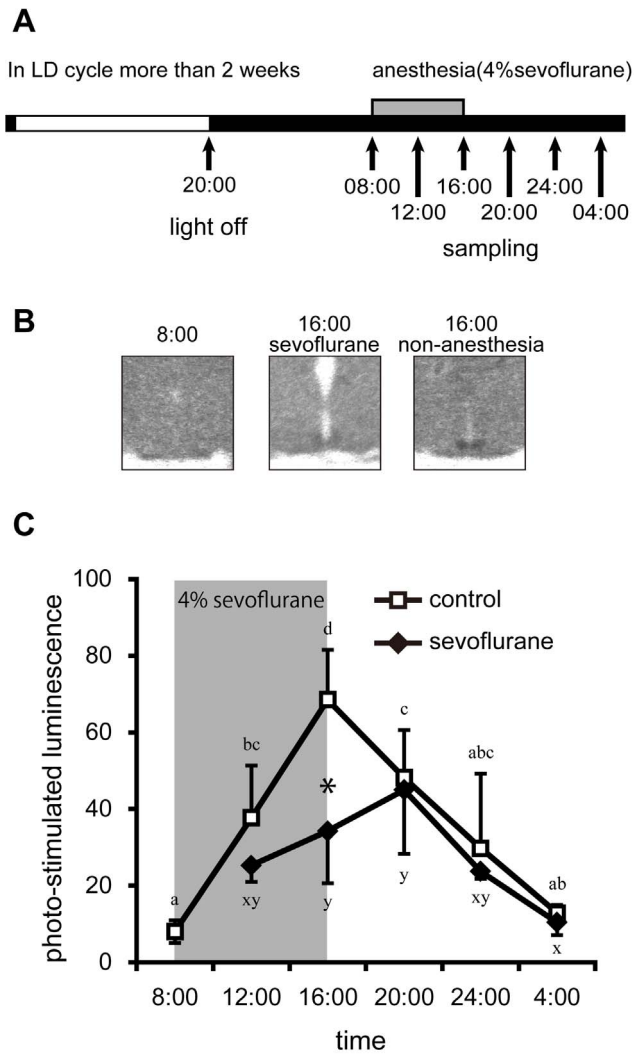 A
In LD cycle more than 2 weeks
anesthesia(4%sevoflurane)
20:00
08:00
16:00
24:00
12:00
20:00
04:00
light off
sampling
B
8:00
16:00
sevoflurane
16:00
non-anesthesia
C
photo-stimulated luminescence
100
80
60
40
20
0
4% sevoflurane
control
sevoflurane
d
c
bc
abc
*
a
ab
xy
y
y
xy
x
8:00
12:00
16:00
20:00
24:00
4:00
time